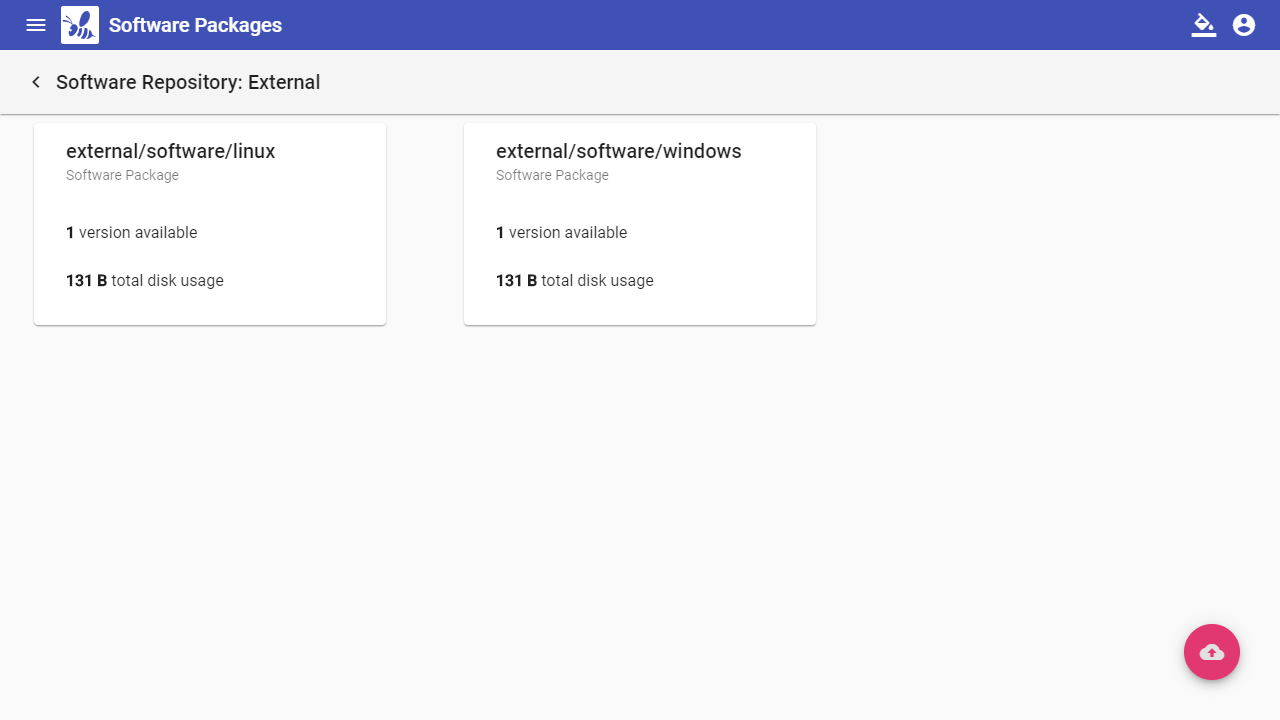 Software Packages
Software Repository: External
external/software/linux
Software Package
1 version available
131 B total disk usage
external/software/windows
Software Package
1 version available
131 B total disk usage